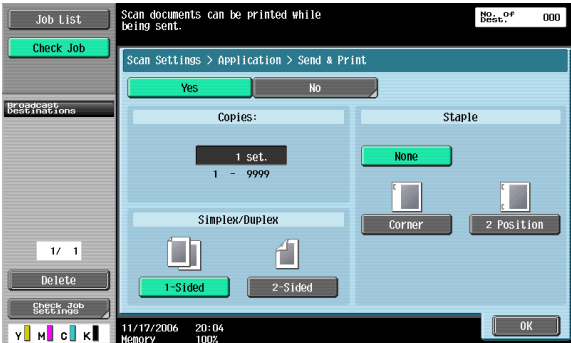 Job List
Check Job
Broadcast
Destinations
1/ 1
Delete
Check Job
Settings
Y M C K
Scan documents can be printed while
being sent.
No. of
Dest. 000
Scan Settings > Application > Send & Print
Yes
No
Copies:
1 set.
1 - 9999
Simplex/Duplex
1-Sided
2-Sided
Staple
None
Corner
2 Position
11/17/2006 20:04
Memory 100%
OK